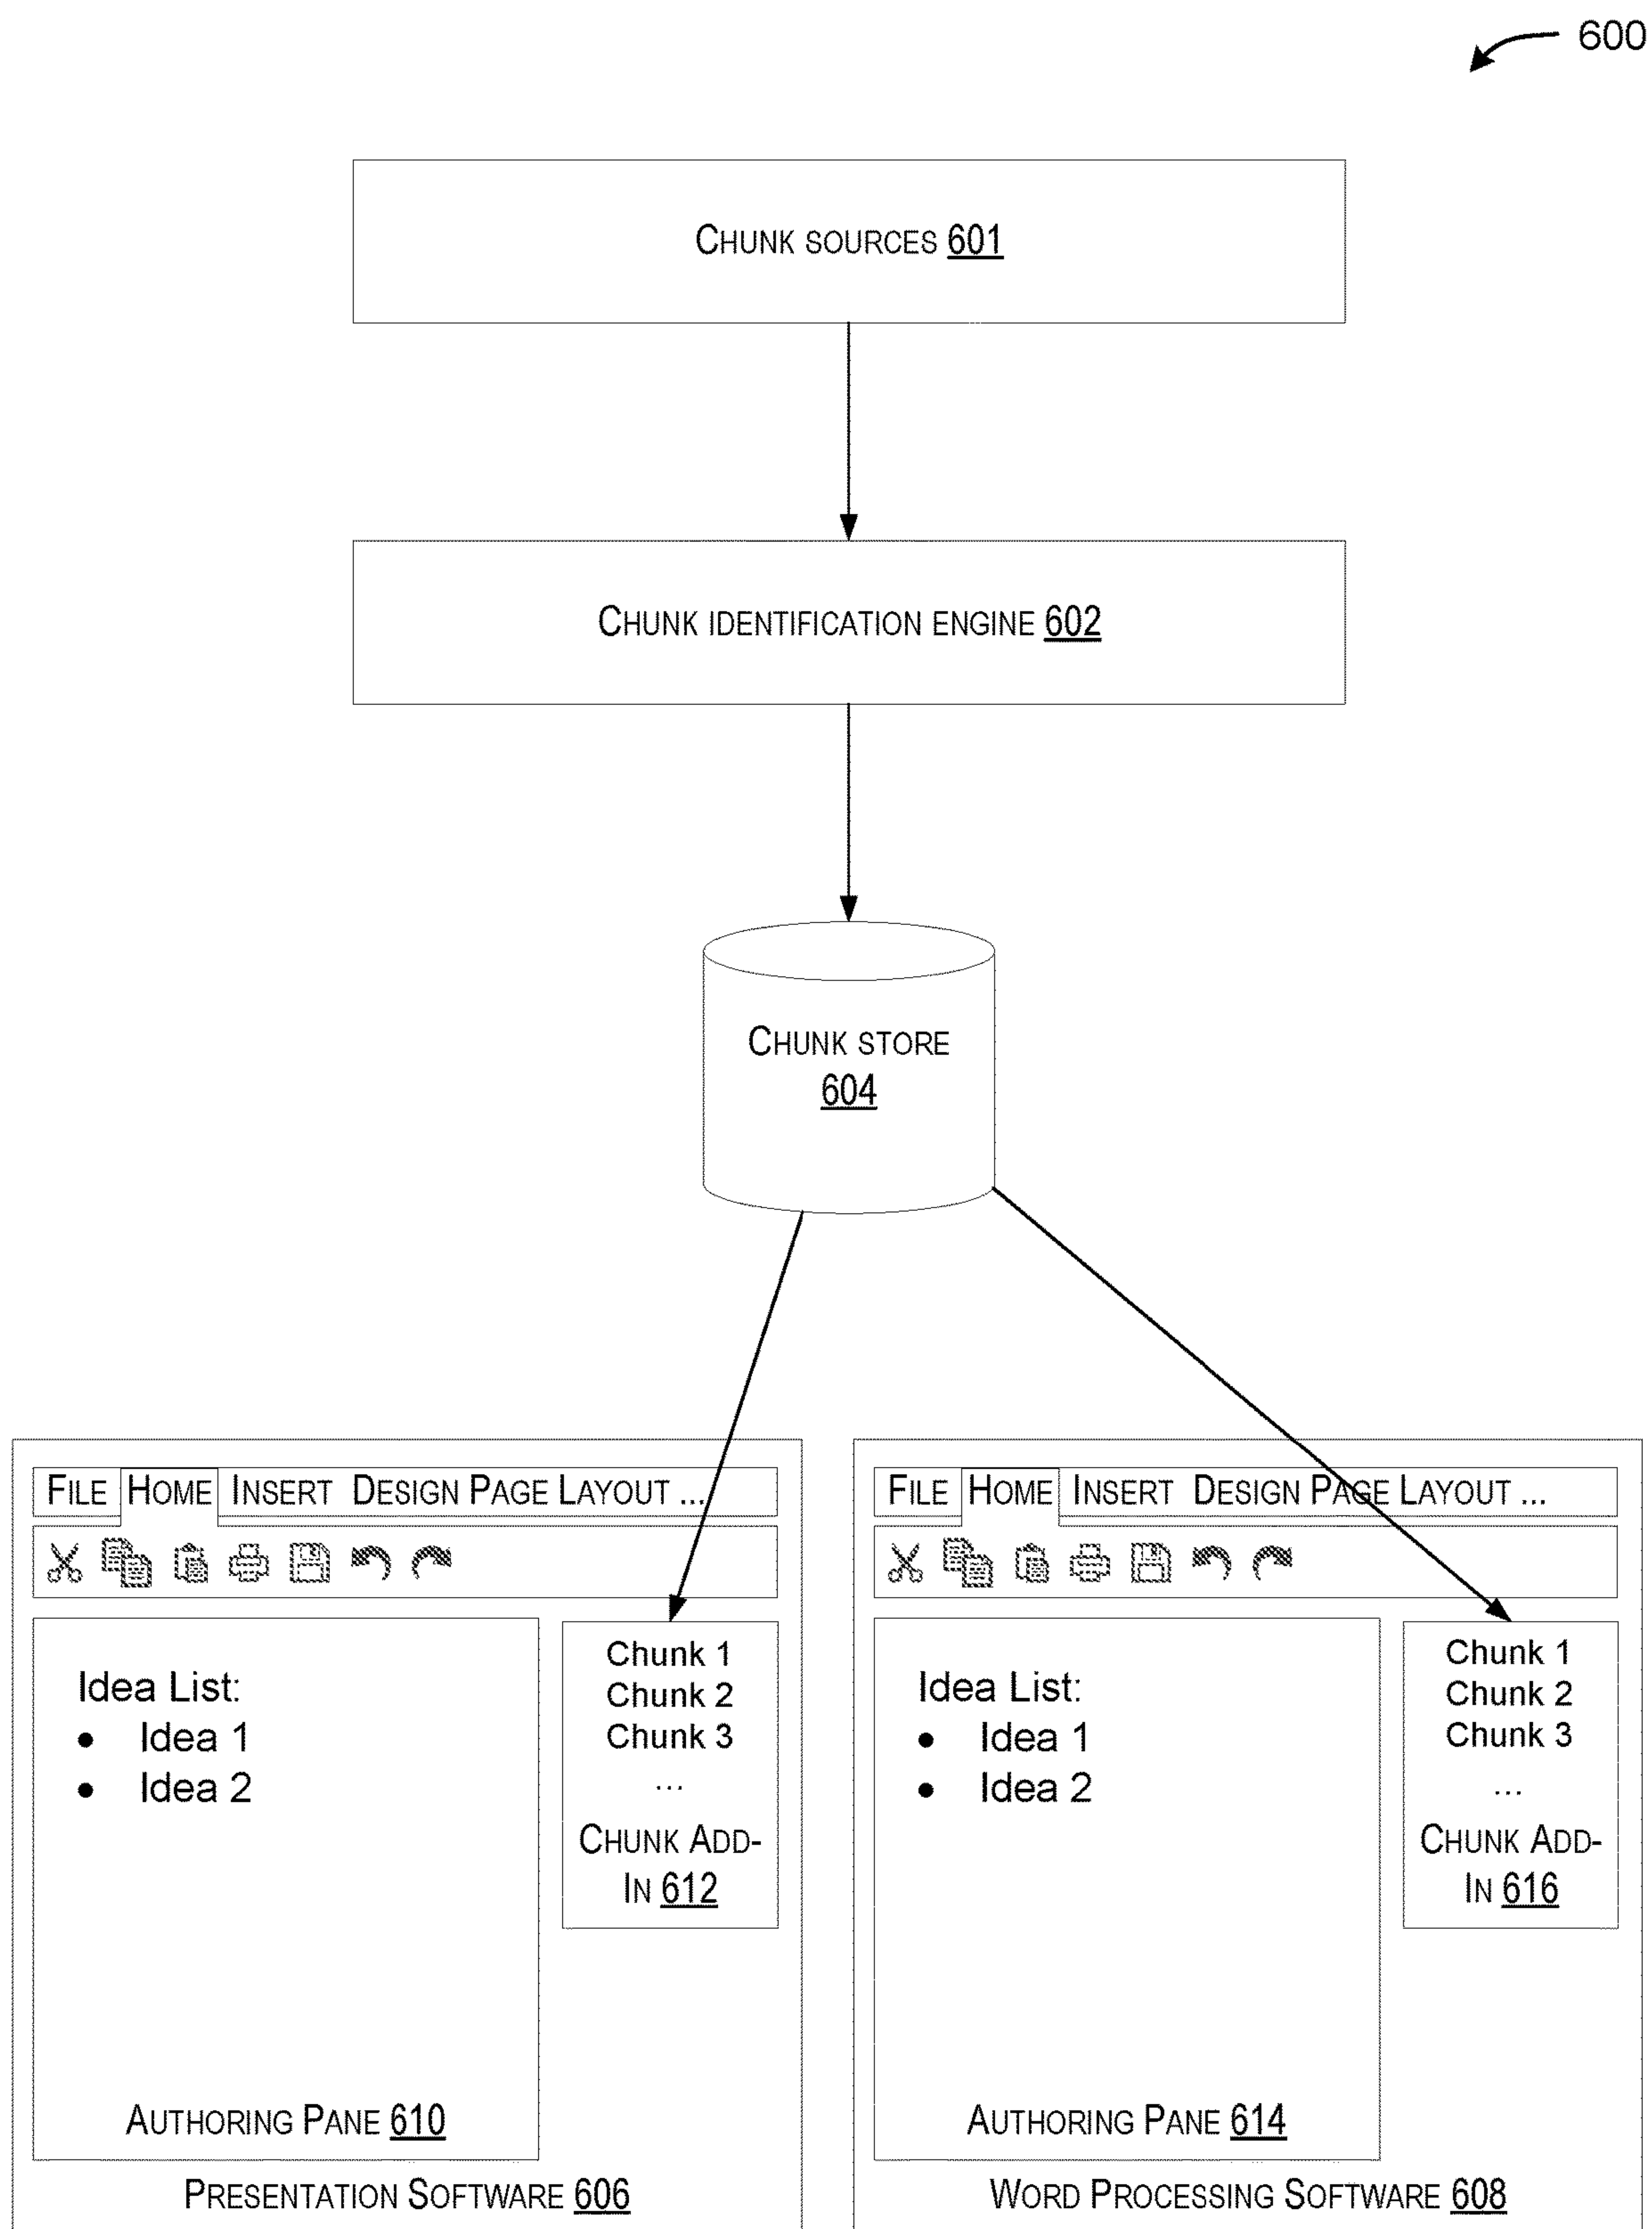 600
Chunk sources 601
Chunk identification engine 602
Chunk store
604
File Home Insert Design Page Layout ...
Idea List:
• Idea 1
• Idea 2
Authoring Pane 610
Chunk 1
Chunk 2
Chunk 3
...
Chunk Add-
In 612
Presentation Software 606
File Home Insert Design Page Layout ...
Idea List:
• Idea 1
• Idea 2
Authoring Pane 614
Chunk 1
Chunk 2
Chunk 3
...
Chunk Add-
In 616
Word Processing Software 608